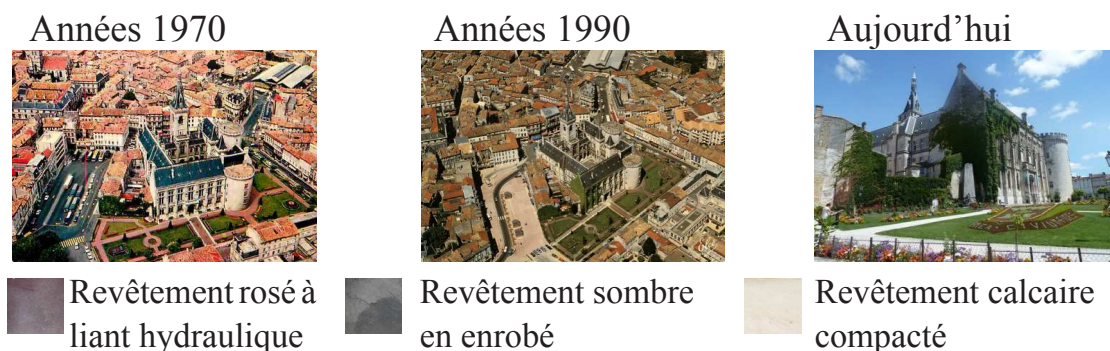 Années 1970
Années 1990
Aujourd’hui
Revêtement rosé à
liant hydraulique
Revêtement sombre
en enrobé
Revêtement calcaire
compacté